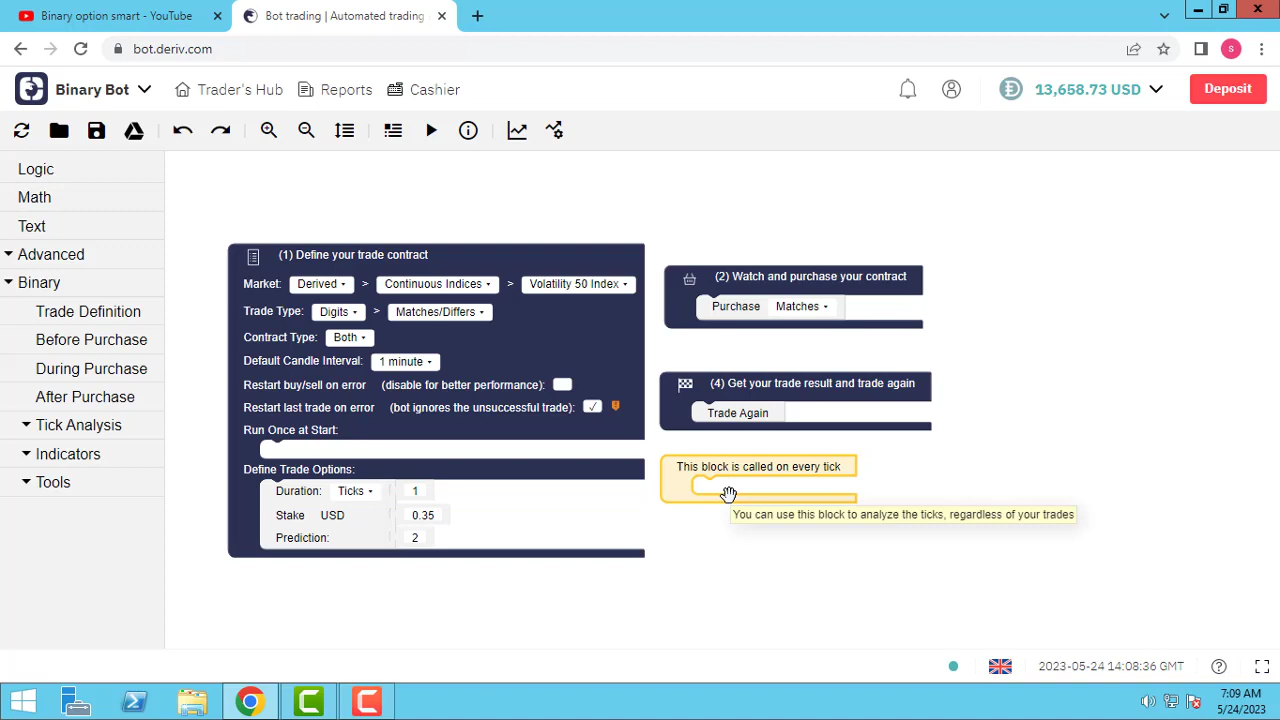 Binary option smart - YouTube
Bot trading | Automated trading
bot.deriv.com
S
Binary Bot
Trader's Hub
Reports
Cashier
13,658.73 USD
Deposit
Logic
Math
Text
Advanced
Binary
Trade Definition
Before Purchase
During Purchase
After Purchase
Tick Analysis
Indicators
Tools
(1) Define your trade contract
Market: Derived > Continuous Indices > Volatility 50 Index
Trade Type: Digits > Matches/Differs
Contract Type: Both
Default Candle Interval: 1 minute
Restart buy/sell on error (disable for better performance):
Restart last trade on error (bot ignores the unsuccessful trade):
Run Once at Start:
Define Trade Options:
Duration: Ticks 1
Stake USD 0.35
Prediction: 2
(2) Watch and purchase your contract
Purchase Matches
(4) Get your trade result and trade again
Trade Again
This block is called on every tick
You can use this block to analyze the ticks, regardless of your trades
2023-05-24 14:08:36 GMT
7:09 AM
5/24/2023